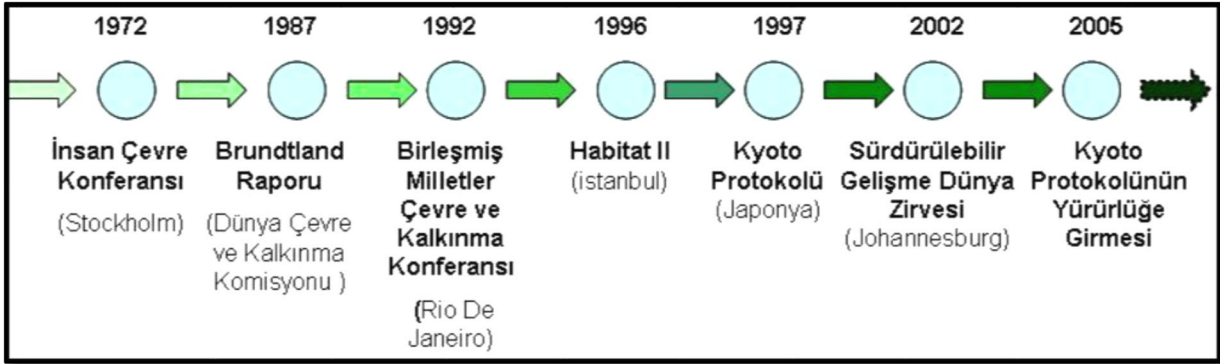 1972
1987
1992
1996
1997
2002
2005
İnsan Çevre
Konferansı
(Stockholm)
Brundtland
Raporu
(Dünya Çevre
ve Kalkınma
Komisyonu )
Birleşmiş
Milletler
Çevre ve
Kalkınma
Konferansı
(Rio De
Janeiro)
Habitat II
(istanbul)
Kyoto
Protokolü
(Japonya)
Sürdürülebilir
Gelişme Dünya
Zirvesi
(Johannesburg)
Kyoto
Protokolünün
Yürürlüğe
Girmesi